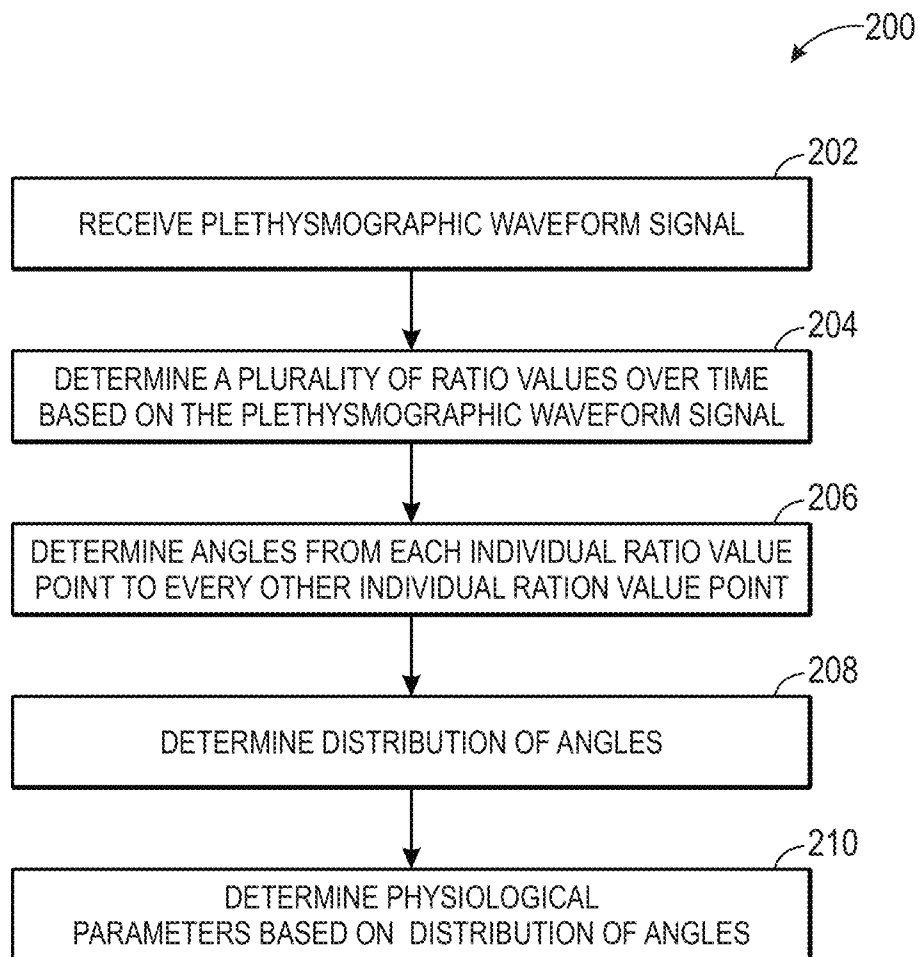 200
202
RECEIVE PLETHYSMOGRAPHIC WAVEFORM SIGNAL
204
DETERMINE A PLURALITY OF RATIO VALUES OVER TIME
BASED ON THE PLETHYSMOGRAPHIC WAVEFORM SIGNAL
206
DETERMINE ANGLES FROM EACH INDIVIDUAL RATIO VALUE
POINT TO EVERY OTHER INDIVIDUAL RATION VALUE POINT
208
DETERMINE DISTRIBUTION OF ANGLES
210
DETERMINE PHYSIOLOGICAL
PARAMETERS BASED ON DISTRIBUTION OF ANGLES